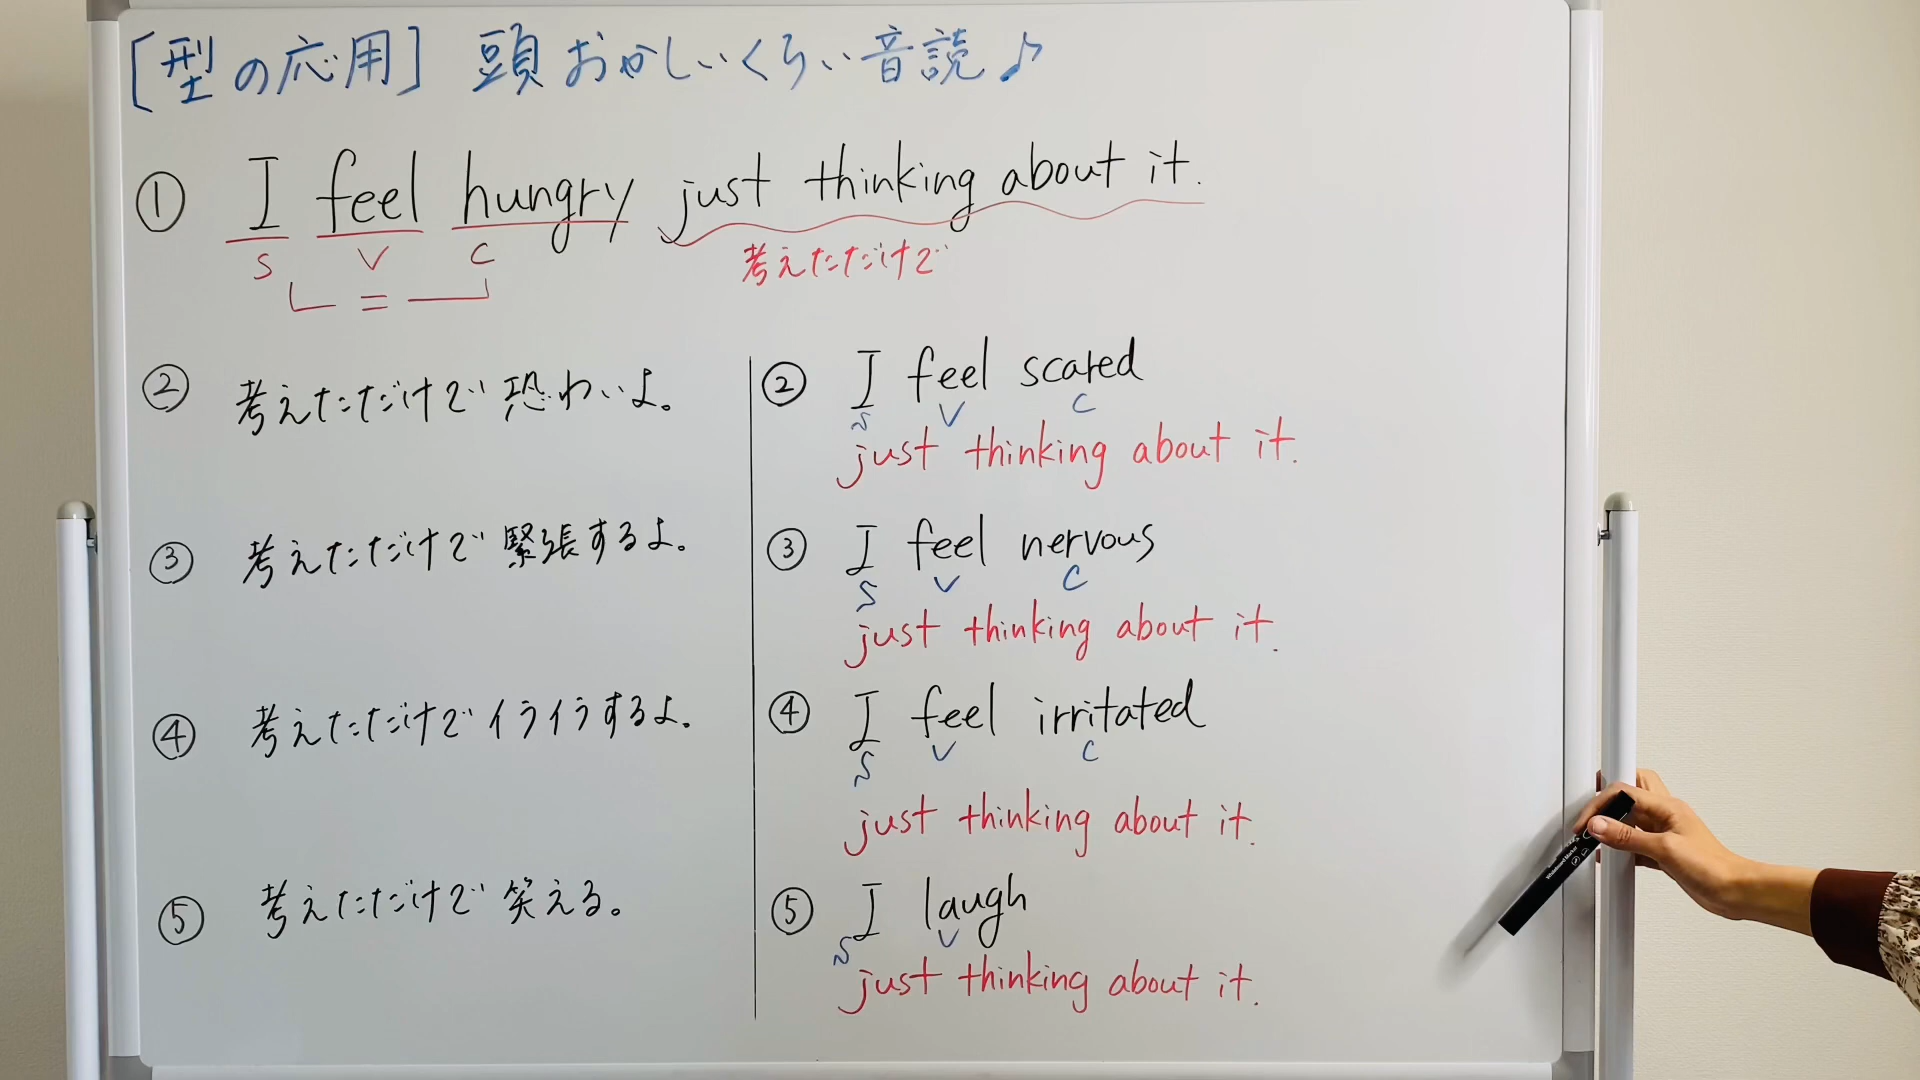 [型の応用] 頭おかしいくらい音読♪
① I feel hungry just thinking about it.
S V C 考えただけで
=
② 考えただけで恐わいよ。
③ 考えただけで緊張するよ。
④ 考えただけでイライラするよ。
⑤ 考えただけで笑える。
② I feel scared
S V C
just thinking about it.
③ I feel nervous
S V C
just thinking about it.
④ I feel irritated
S V C
just thinking about it.
⑤ I laugh
S V
just thinking about it.